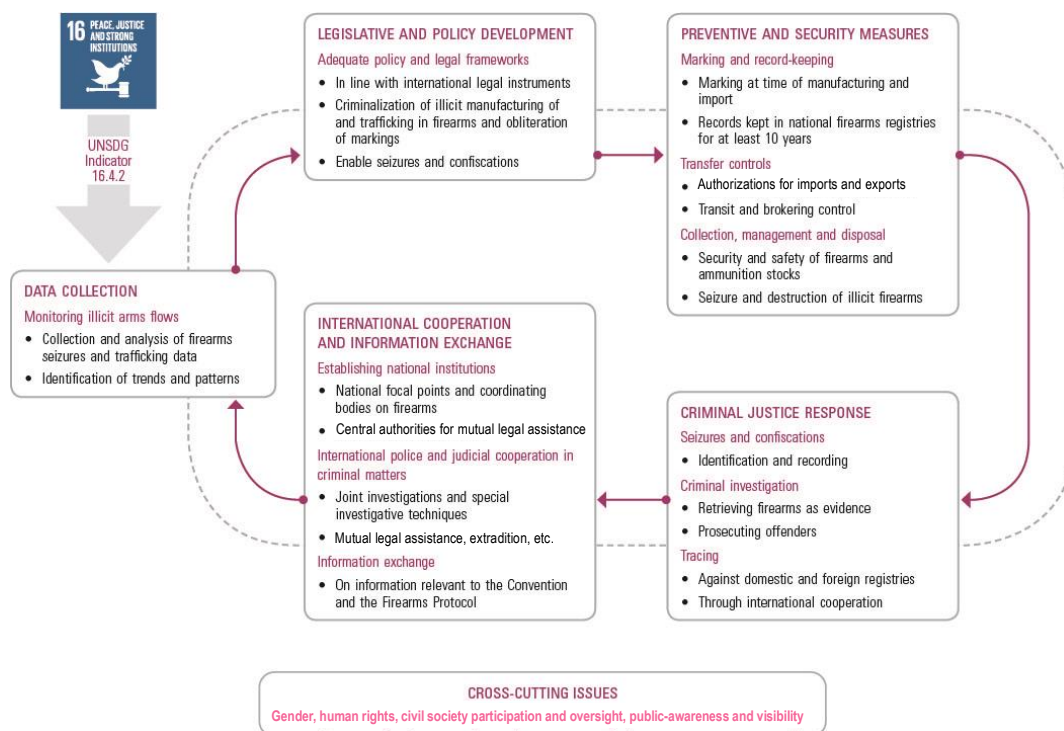 16 PEACE, JUSTICE
AND STRONG
INSTITUTIONS
UNSDG
Indicator
16.4.2
DATA COLLECTION
Monitoring illicit arms flows
• Collection and analysis of firearms
seizures and trafficking data
• Identification of trends and patterns
LEGISLATIVE AND POLICY DEVELOPMENT
Adequate policy and legal frameworks
• In line with international legal instruments
• Criminalization of illicit manufacturing of
and trafficking in firearms and obliteration
of markings
• Enable seizures and confiscations
PREVENTIVE AND SECURITY MEASURES
Marking and record-keeping
• Marking at time of manufacturing and
import
• Records kept in national firearms registries
for at least 10 years
Transfer controls
• Authorizations for imports and exports
• Transit and brokering control
Collection, management and disposal
• Security and safety of firearms and
ammunition stocks
• Seizure and destruction of illicit firearms
INTERNATIONAL COOPERATION
AND INFORMATION EXCHANGE
Establishing national institutions
• National focal points and coordinating
bodies on firearms
• Central authorities for mutual legal assistance
International police and judicial cooperation in
criminal matters
• Joint investigations and special
investigative techniques
• Mutual legal assistance, extradition, etc.
Information exchange
• On information relevant to the Convention
and the Firearms Protocol
CRIMINAL JUSTICE RESPONSE
Seizures and confiscations
• Identification and recording
Criminal investigation
• Retrieving firearms as evidence
• Prosecuting offenders
Tracing
• Against domestic and foreign registries
• Through international cooperation
CROSS-CUTTING ISSUES
Gender, human rights, civil society participation and oversight, public-awareness and visibility